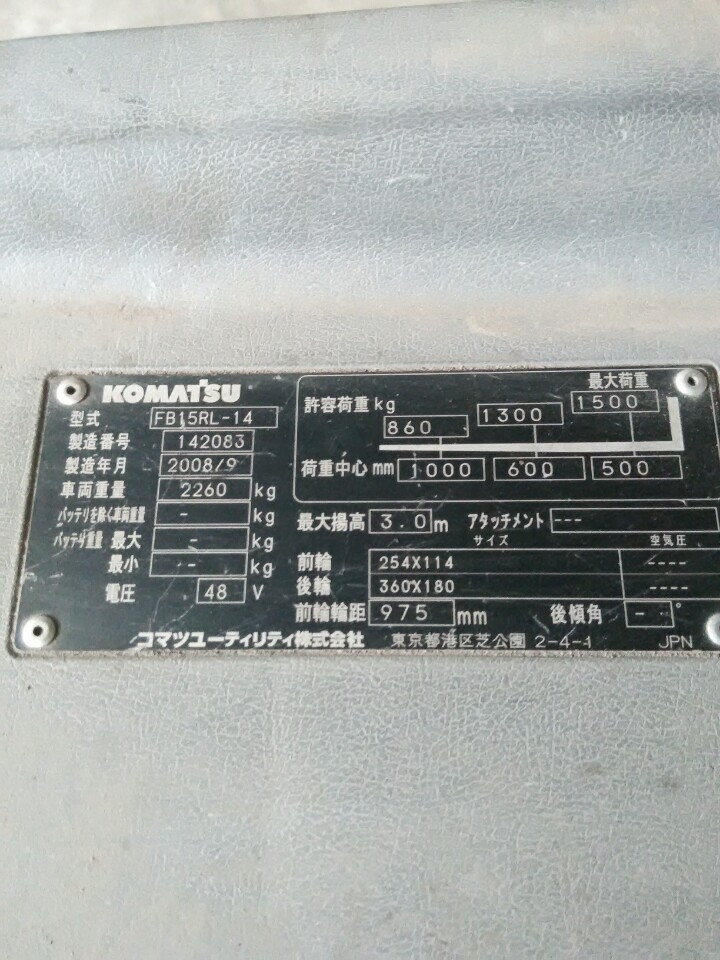 KOMATSU
型式 FB15RL-14
製造番号 142083
製造年月 2008/9
車両重量 2260 kg
バッテリを除く車両重量 - kg
バッテリ重量 最大 - kg
最小 - kg
電圧 48 V
最大荷重
許容荷重 kg 860 1300 1500
荷重中心 mm 1000 600 500
最大揚高 3.0 m アタッチメント ---
サイズ 空気圧
前輪 254X114 ----
後輪 360X180 ----
前輪輪距 975 mm 後傾角 - °
コマツユーティリティ株式会社 東京都港区芝公園 2-4-1 JPN